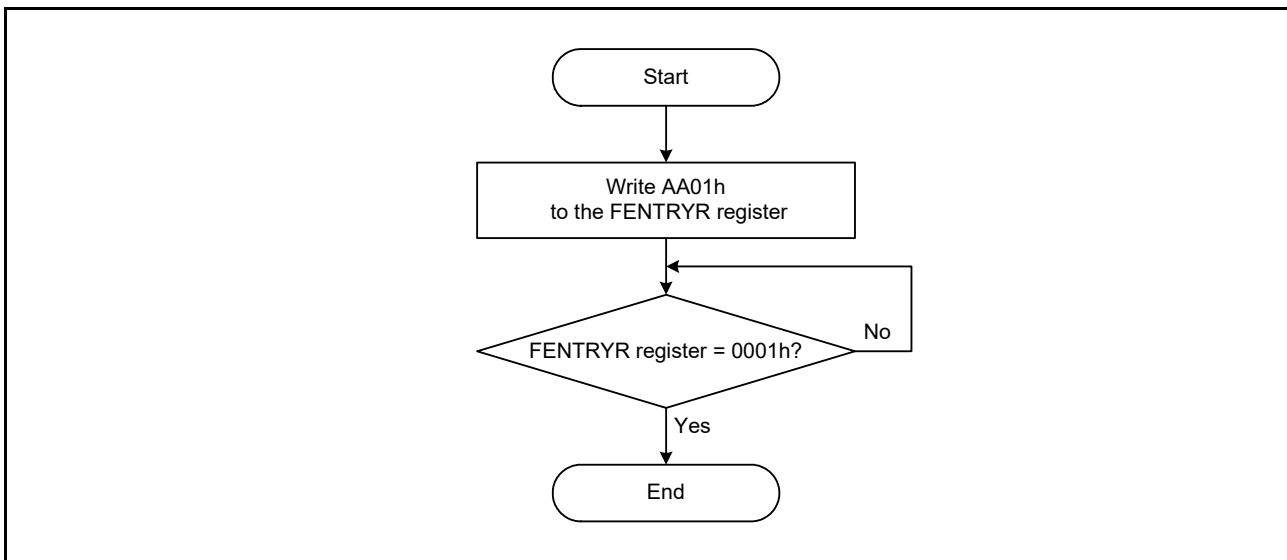 Start
Write AA01h
to the FENTRYR register
No
FENTRYR register = 0001h?
Yes
End